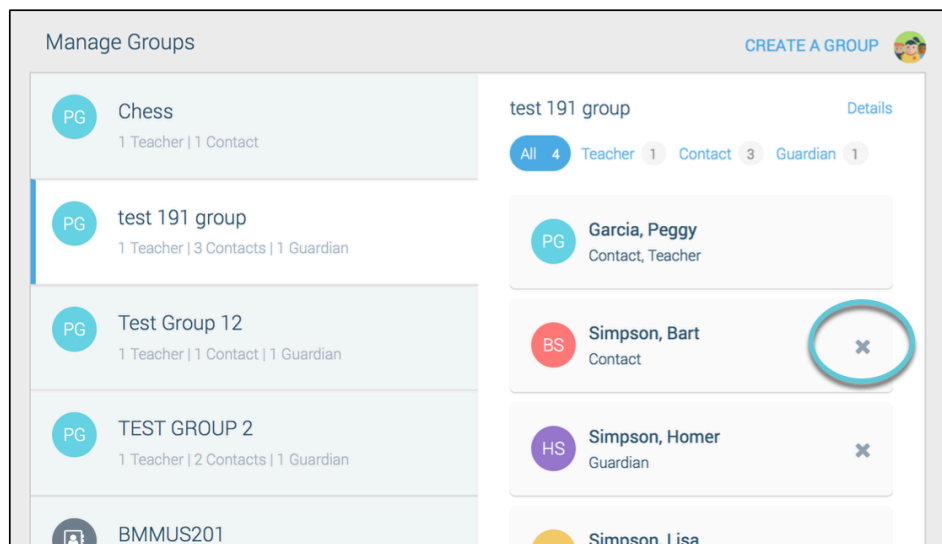 Manage Groups
CREATE A GROUP
PG
Chess
1 Teacher | 1 Contact
PG
test 191 group
1 Teacher | 3 Contacts | 1 Guardian
PG
Test Group 12
1 Teacher | 1 Contact | 1 Guardian
PG
TEST GROUP 2
1 Teacher | 2 Contacts | 1 Guardian
BMMUS201
test 191 group
Details
All 4 Teacher 1 Contact 3 Guardian 1
PG
Garcia, Peggy
Contact, Teacher
BS
Simpson, Bart
Contact
HS
Simpson, Homer
Guardian
Simpson, Lisa